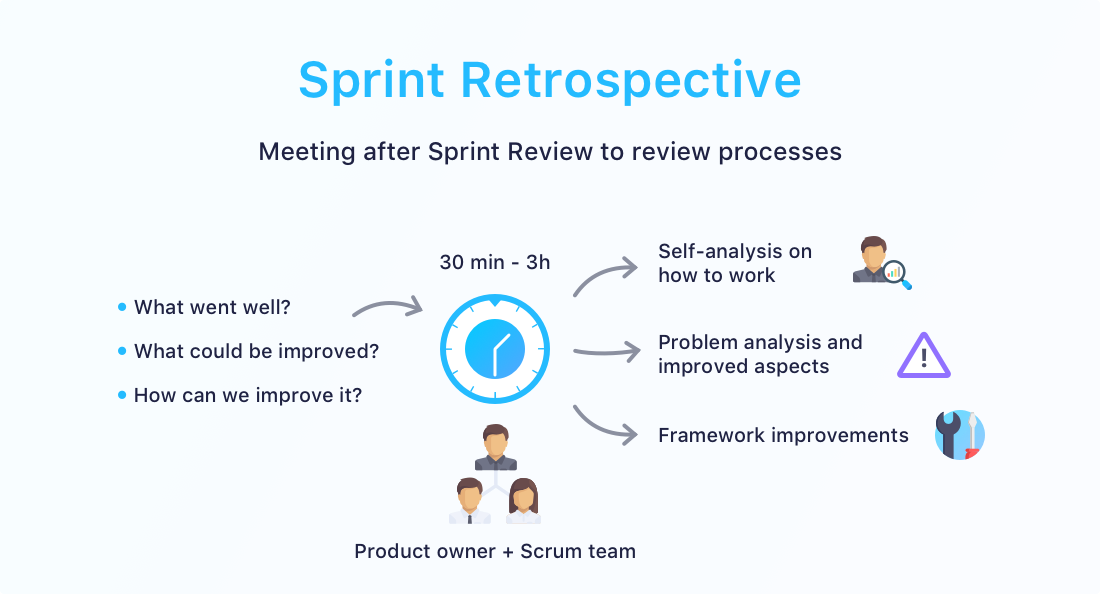 Sprint Retrospective
Meeting after Sprint Review to review processes
What went well?
What could be improved?
How can we improve it?
30 min - 3h
Product owner + Scrum team
Self-analysis on
how to work
Problem analysis and
improved aspects
Framework improvements